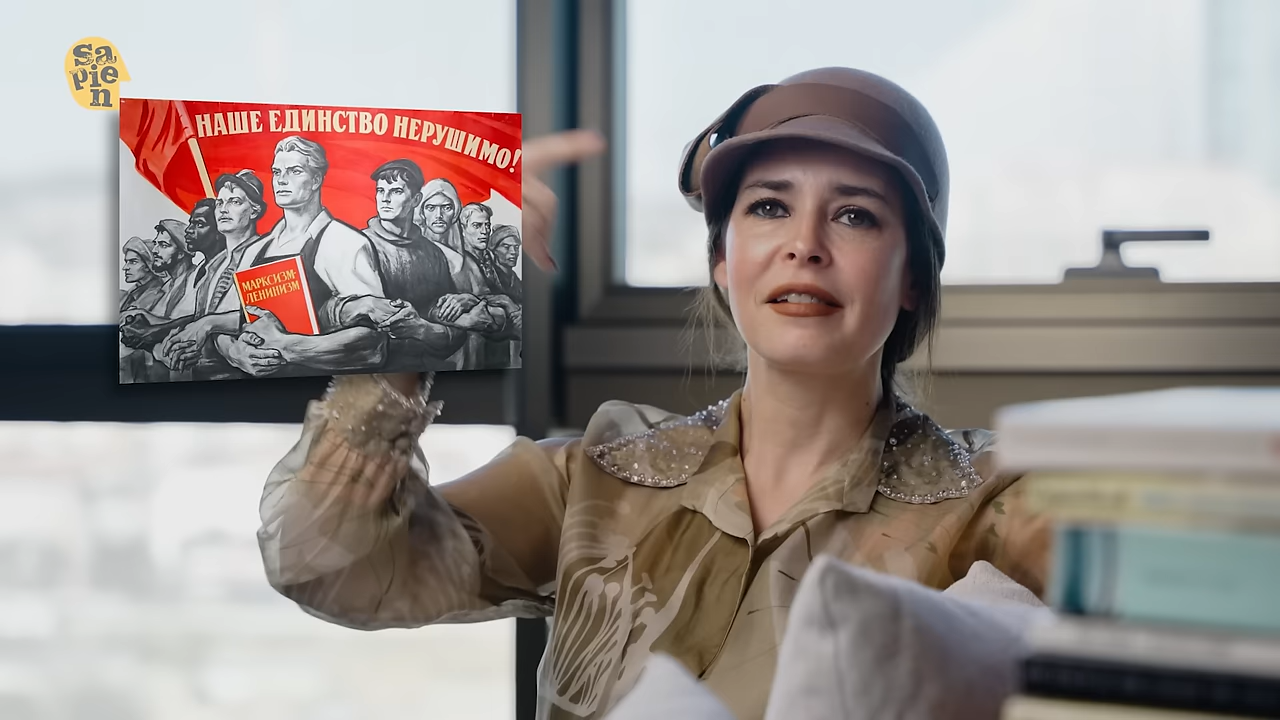 sa
pie
n
НАШЕ ЕДИНСТВО НЕРУШИМО!
МАРКСИЗМ-
ЛЕНИНИЗМ